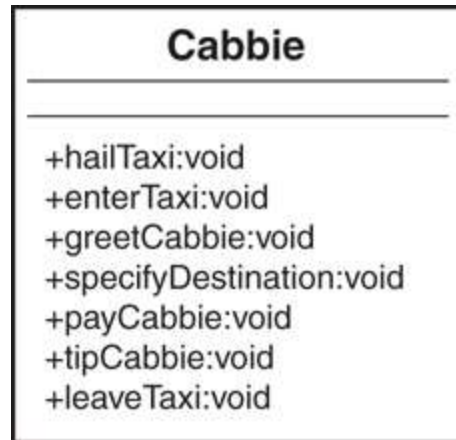 Cabbie
+hailTaxi:void
+enterTaxi:void
+greetCabbie:void
+specifyDestination:void
+payCabbie:void
+tipCabbie:void
+leaveTaxi:void